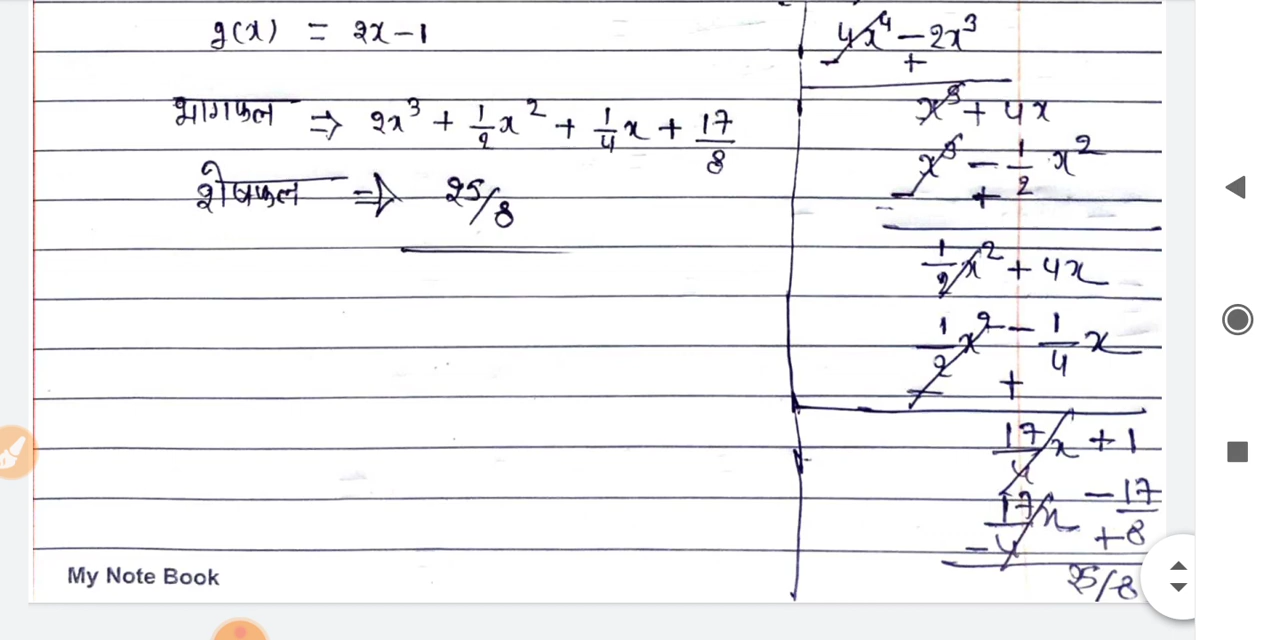 g(x) = 2x-1
भागफल ⇒ 2x³ + 1/2x² + 1/4x + 17/8
शेषफल ⇒ 25/8
4x⁴ - 2x³
- +
x³ + 4x
x³ - 1/2 x²
- +
1/2x² + 4x
1/2x² - 1/4x
- +
17/4x + 1
17/4x - 17/8
- +
25/8
My Note Book